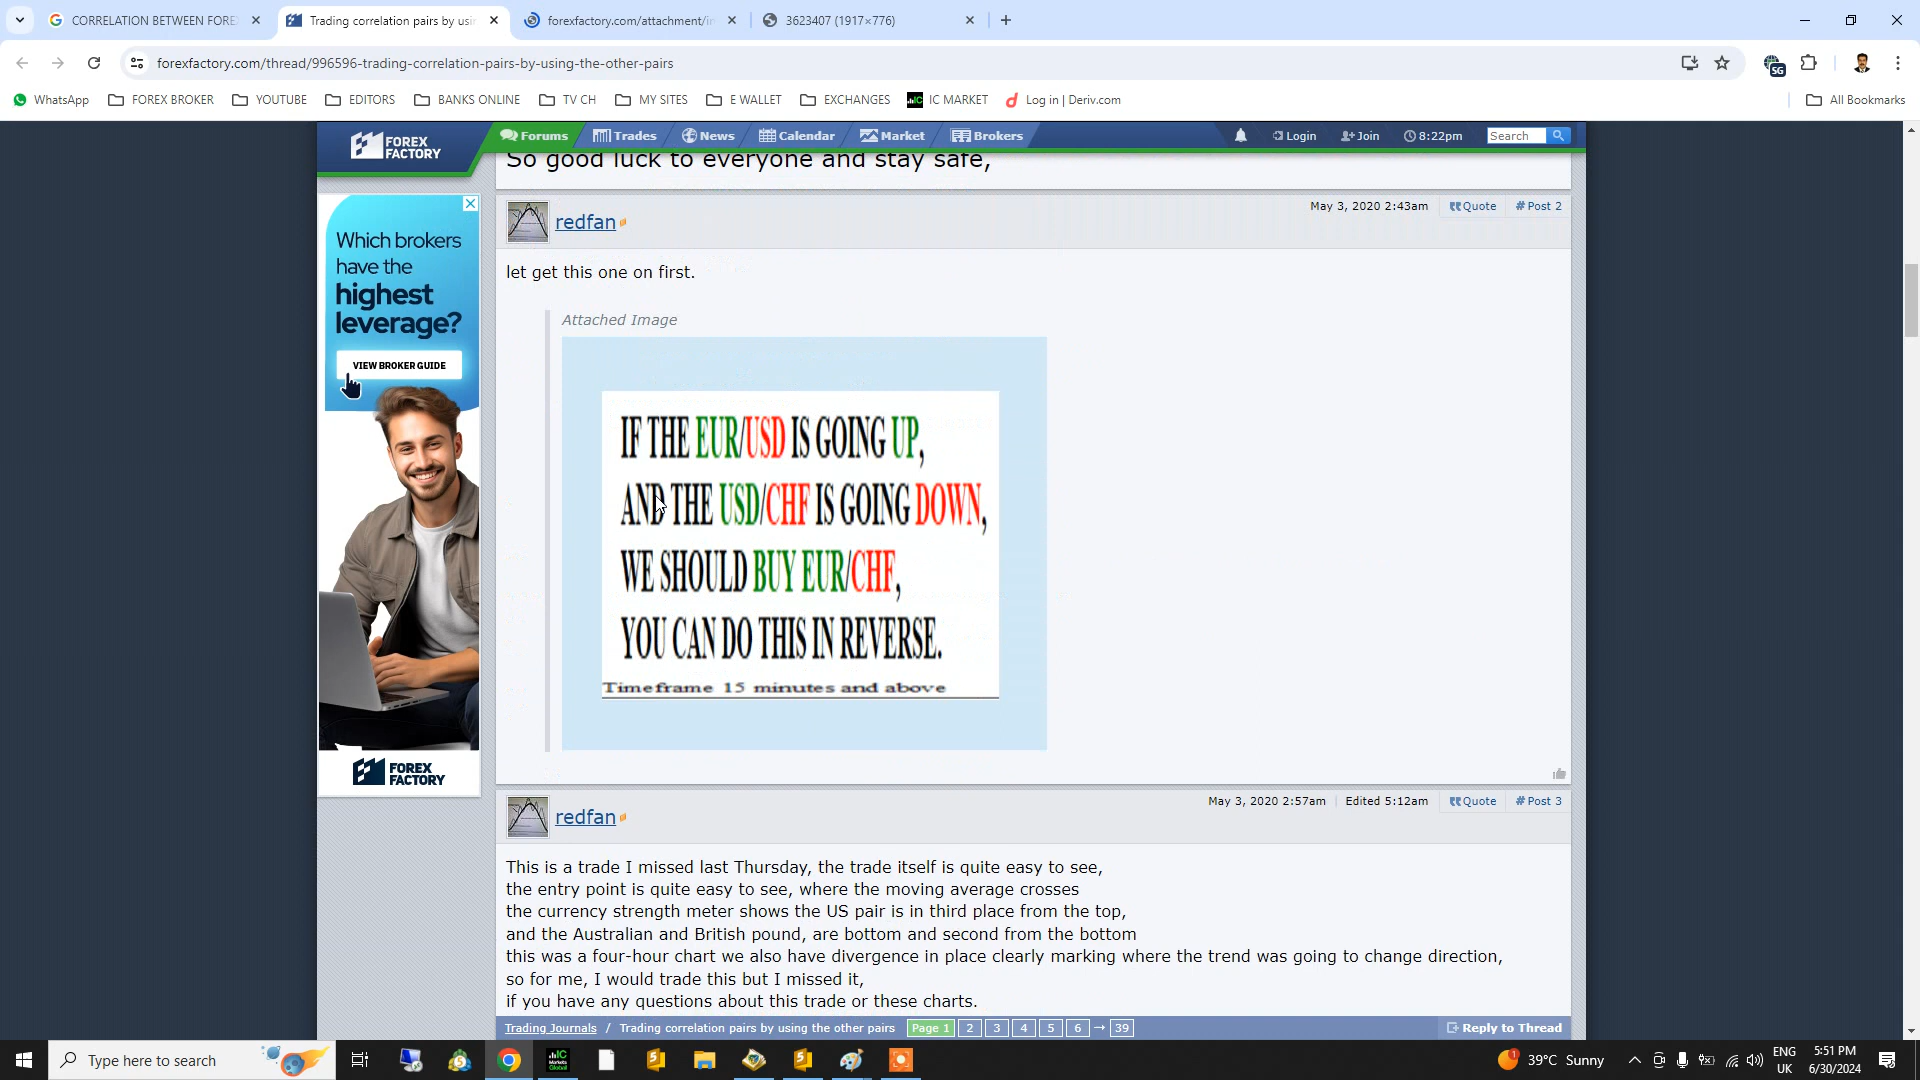 CORRELATION BETWEEN FORE
Trading correlation pairs by usi
forexfactory.com/attachment/in
3623407 (1917×776)
forexfactory.com/thread/996596-trading-correlation-pairs-by-using-the-other-pairs
SG
WhatsApp
FOREX BROKER
YOUTUBE
EDITORS
BANKS ONLINE
TV CH
MY SITES
E WALLET
EXCHANGES
IC MARKET
Log in | Deriv.com
All Bookmarks
FOREX FACTORY
Forums
Trades
News
Calendar
Market
Brokers
Login
Join
8:22pm
Search
So good luck to everyone and stay safe,
Which brokers
have the
highest
leverage?
VIEW BROKER GUIDE
FOREX
FACTORY
redfan
May 3, 2020 2:43am
Quote
# Post 2
let get this one on first.
Attached Image
IF THE EUR/USD IS GOING UP,
AND THE USD/CHF IS GOING DOWN,
WE SHOULD BUY EUR/CHF,
YOU CAN DO THIS IN REVERSE.
Timeframe 15 minutes and above
redfan
May 3, 2020 2:57am
Edited 5:12am
Quote
# Post 3
This is a trade I missed last Thursday, the trade itself is quite easy to see,
the entry point is quite easy to see, where the moving average crosses
the currency strength meter shows the US pair is in third place from the top,
and the Australian and British pound, are bottom and second from the bottom
this was a four-hour chart we also have divergence in place clearly marking where the trend was going to change direction,
so for me, I would trade this but I missed it,
if you have any questions about this trade or these charts.
Trading Journals / Trading correlation pairs by using the other pairs
Page 1 2 3 4 5 6 → 39
Reply to Thread
Type here to search
39°C Sunny
ENG
UK
5:51 PM
6/30/2024